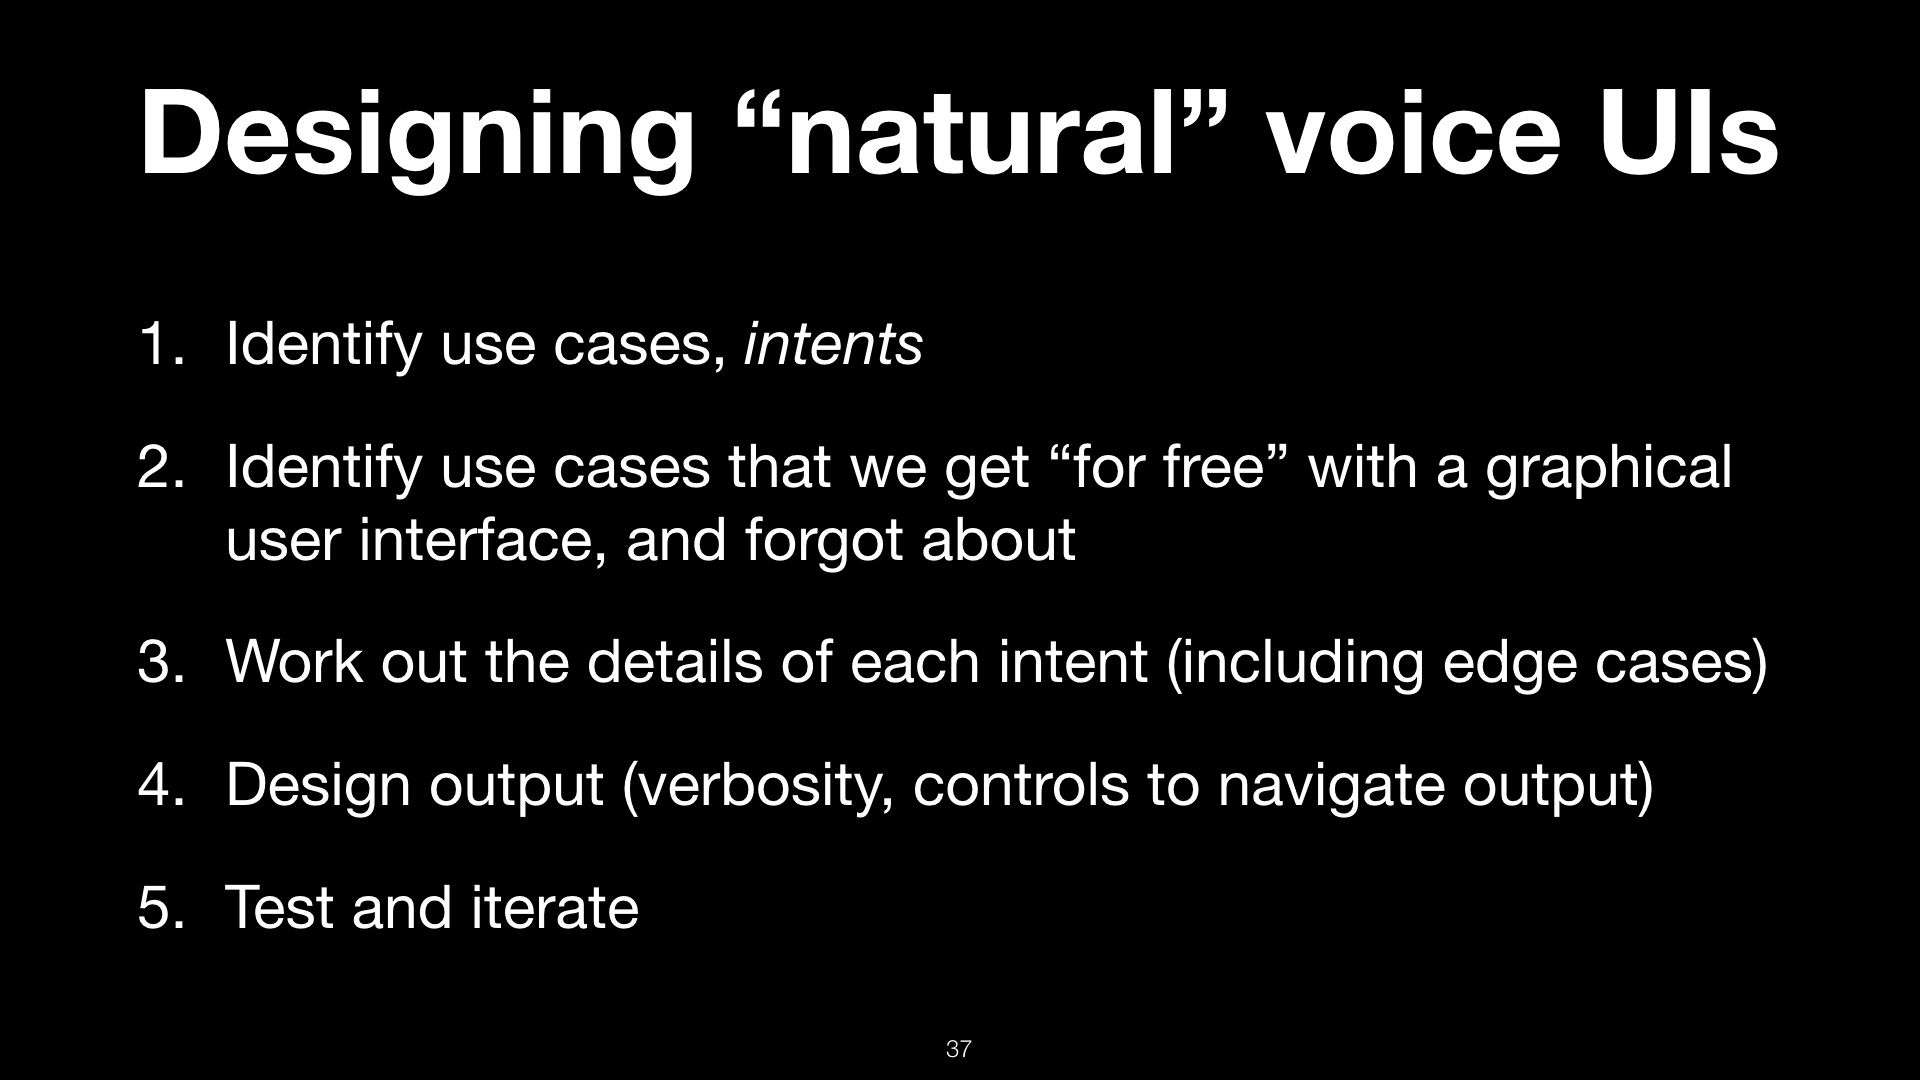 Designing “natural” voice UIs
1. Identify use cases, intents
2. Identify use cases that we get “for free” with a graphical
user interface, and forgot about
3. Work out the details of each intent (including edge cases)
4. Design output (verbosity, controls to navigate output)
5. Test and iterate
37